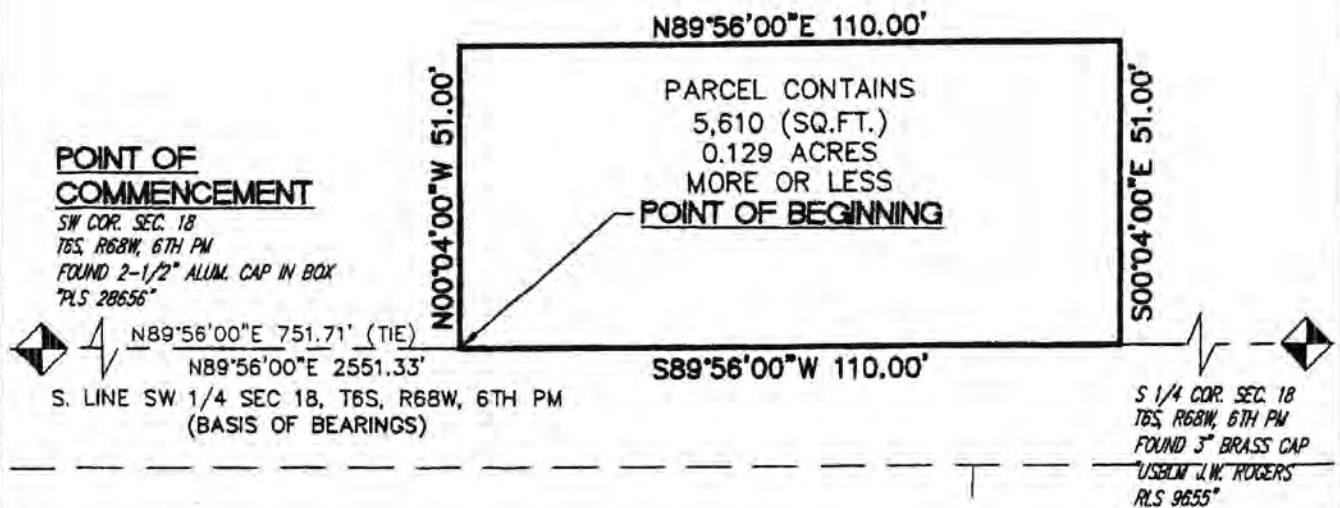 N89°56'00"E 110.00'
N00°04'00"W 51.00'
PARCEL CONTAINS
5,610 (SQ.FT.)
0.129 ACRES
MORE OR LESS
POINT OF BEGINNING
S00°04'00"E 51.00'
POINT OF
COMMENCEMENT
SW COR. SEC. 18
T6S, R68W, 6TH PM
FOUND 2-1/2" ALUM. CAP IN BOX
"PLS 28656"
N89°56'00"E 751.71' (TIE)
N89°56'00"E 2551.33'
S89°56'00"W 110.00'
S. LINE SW 1/4 SEC 18, T6S, R68W, 6TH PM
(BASIS OF BEARINGS)
S 1/4 COR. SEC. 18
T6S, R68W, 6TH PM
FOUND 3" BRASS CAP
"USBLM J.W. ROGERS
RLS 9655"